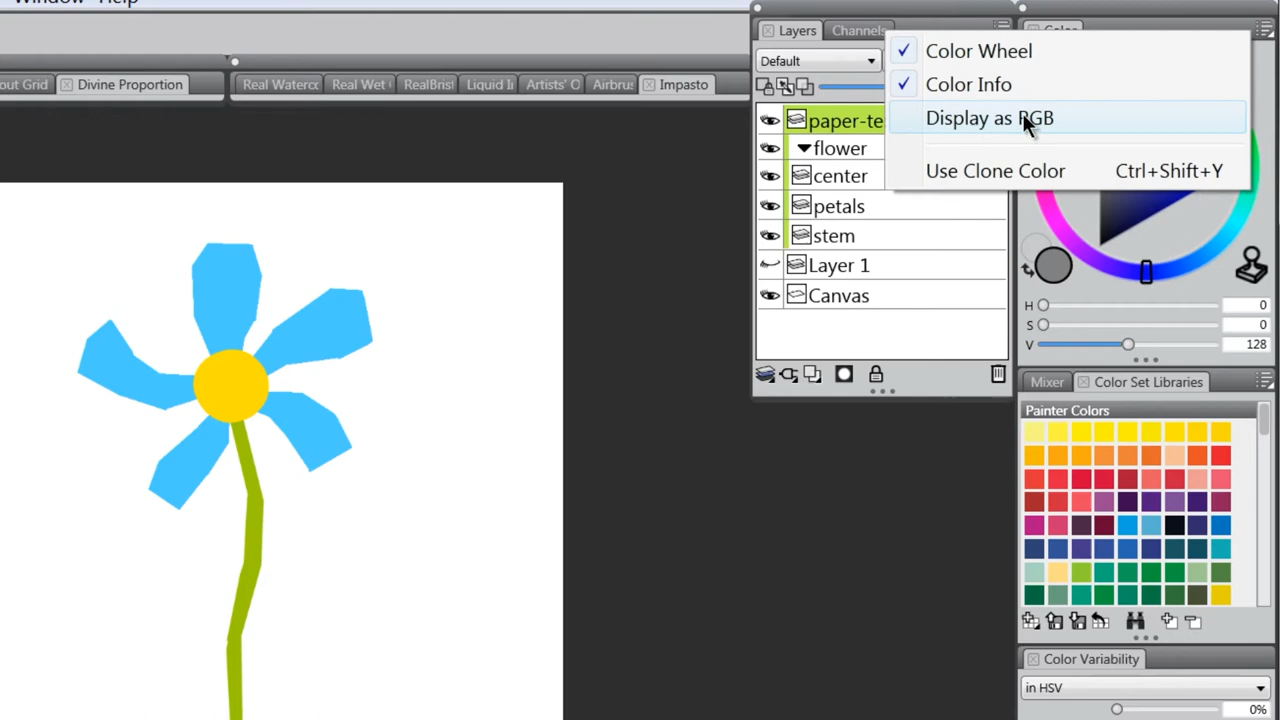 Window Help
Layers
Channels
Color
out Grid
Divine Proportion
Real Waterco
Real Wet
RealBrist
Liquid I
Artists' O
Airbrus
Impasto
Default
Color Wheel
Color Info
Display as RGB
Use Clone Color Ctrl+Shift+Y
paper-te
flower
center
petals
stem
Layer 1
Canvas
H 0
S 0
V 128
Mixer
Color Set Libraries
Painter Colors
Color Variability
in HSV
0%